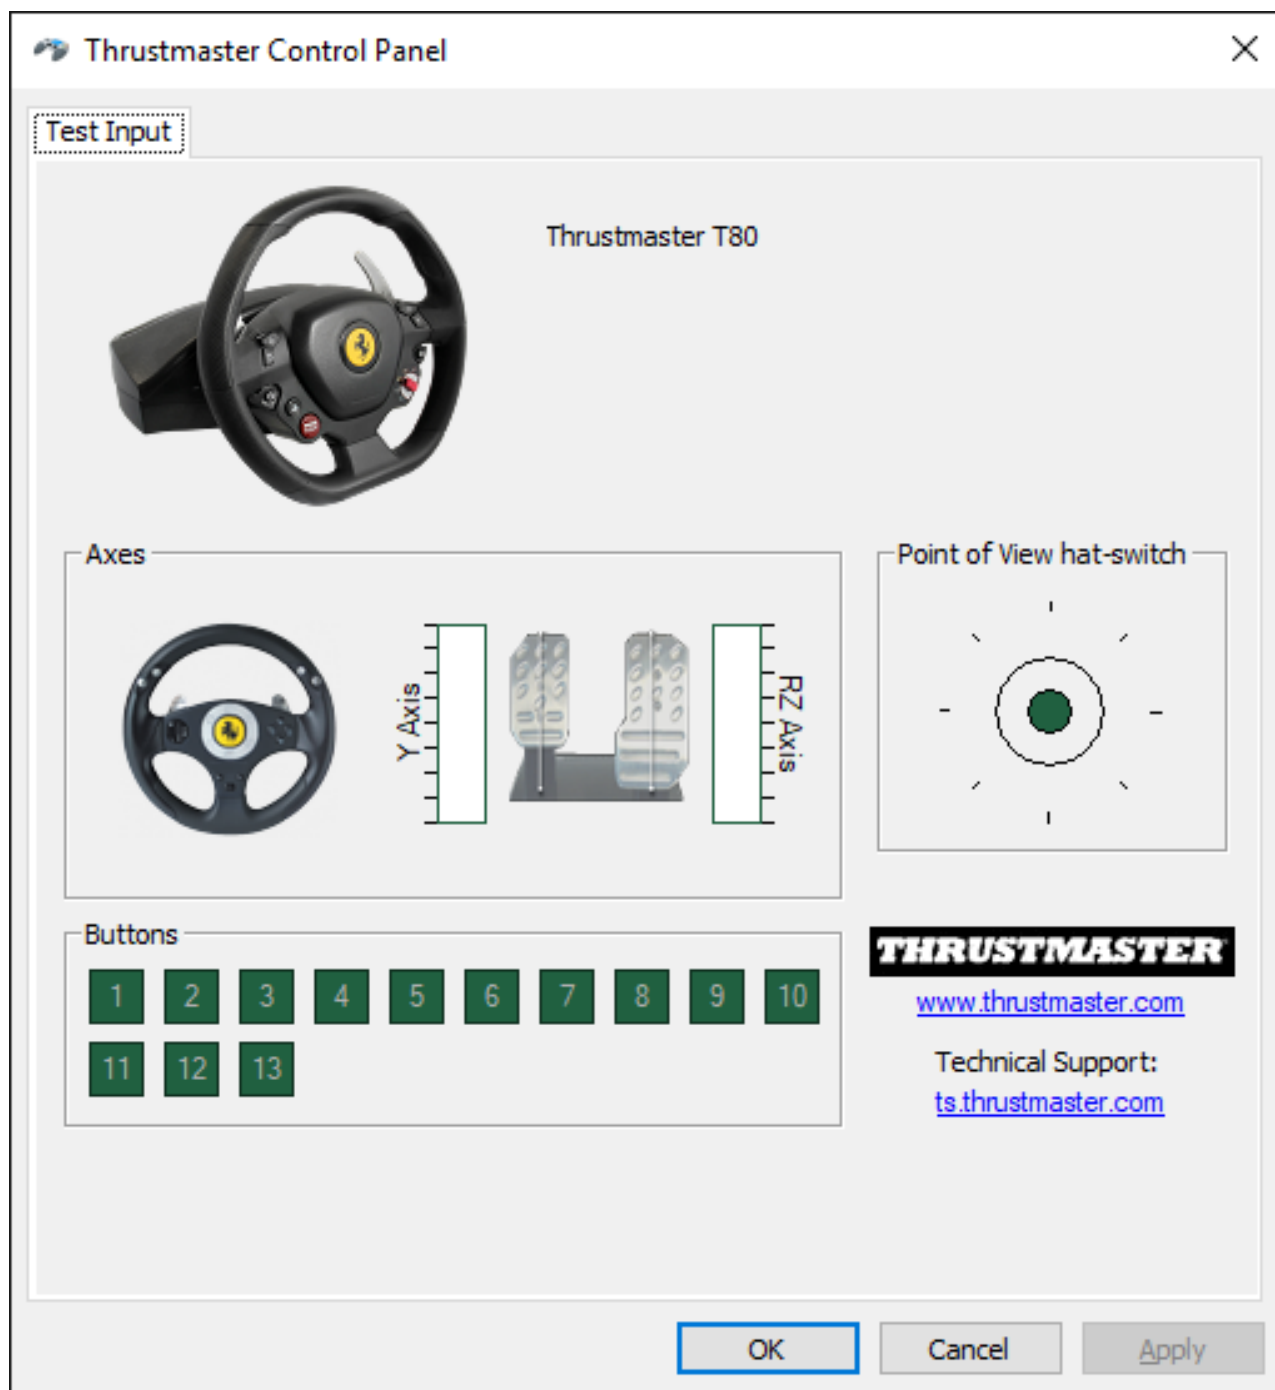 Thrustmaster Control Panel
Test Input
Thrustmaster T80
Axes
Y Axis
RZ Axis
Point of View hat-switch
Buttons
1 2 3 4 5 6 7 8 9 10
11 12 13
THRUSTMASTER
www.thrustmaster.com
Technical Support:
ts.thrustmaster.com
OK Cancel Apply